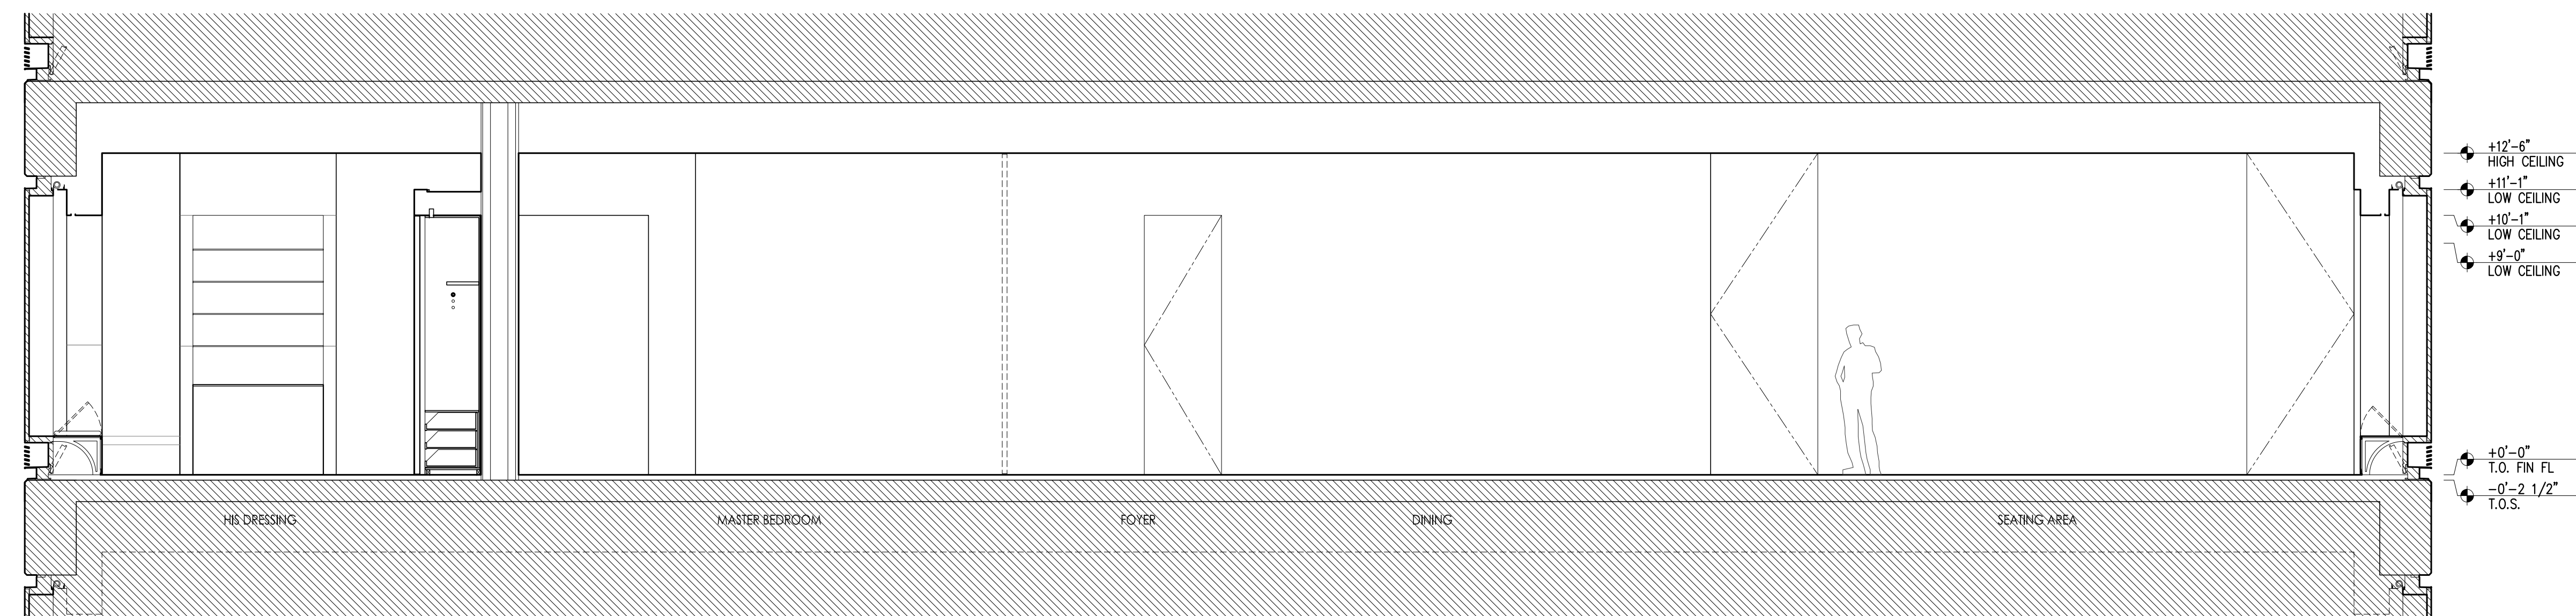 +12'-6"
HIGH CEILING
+11'-1"
LOW CEILING
+10'-1"
LOW CEILING
+9'-0"
LOW CEILING
+0'-0"
T.O. FIN FL
-0'-2 1/2"
T.O.S.
HIS DRESSING MASTER BEDROOM FOYER DINING SEATING AREA